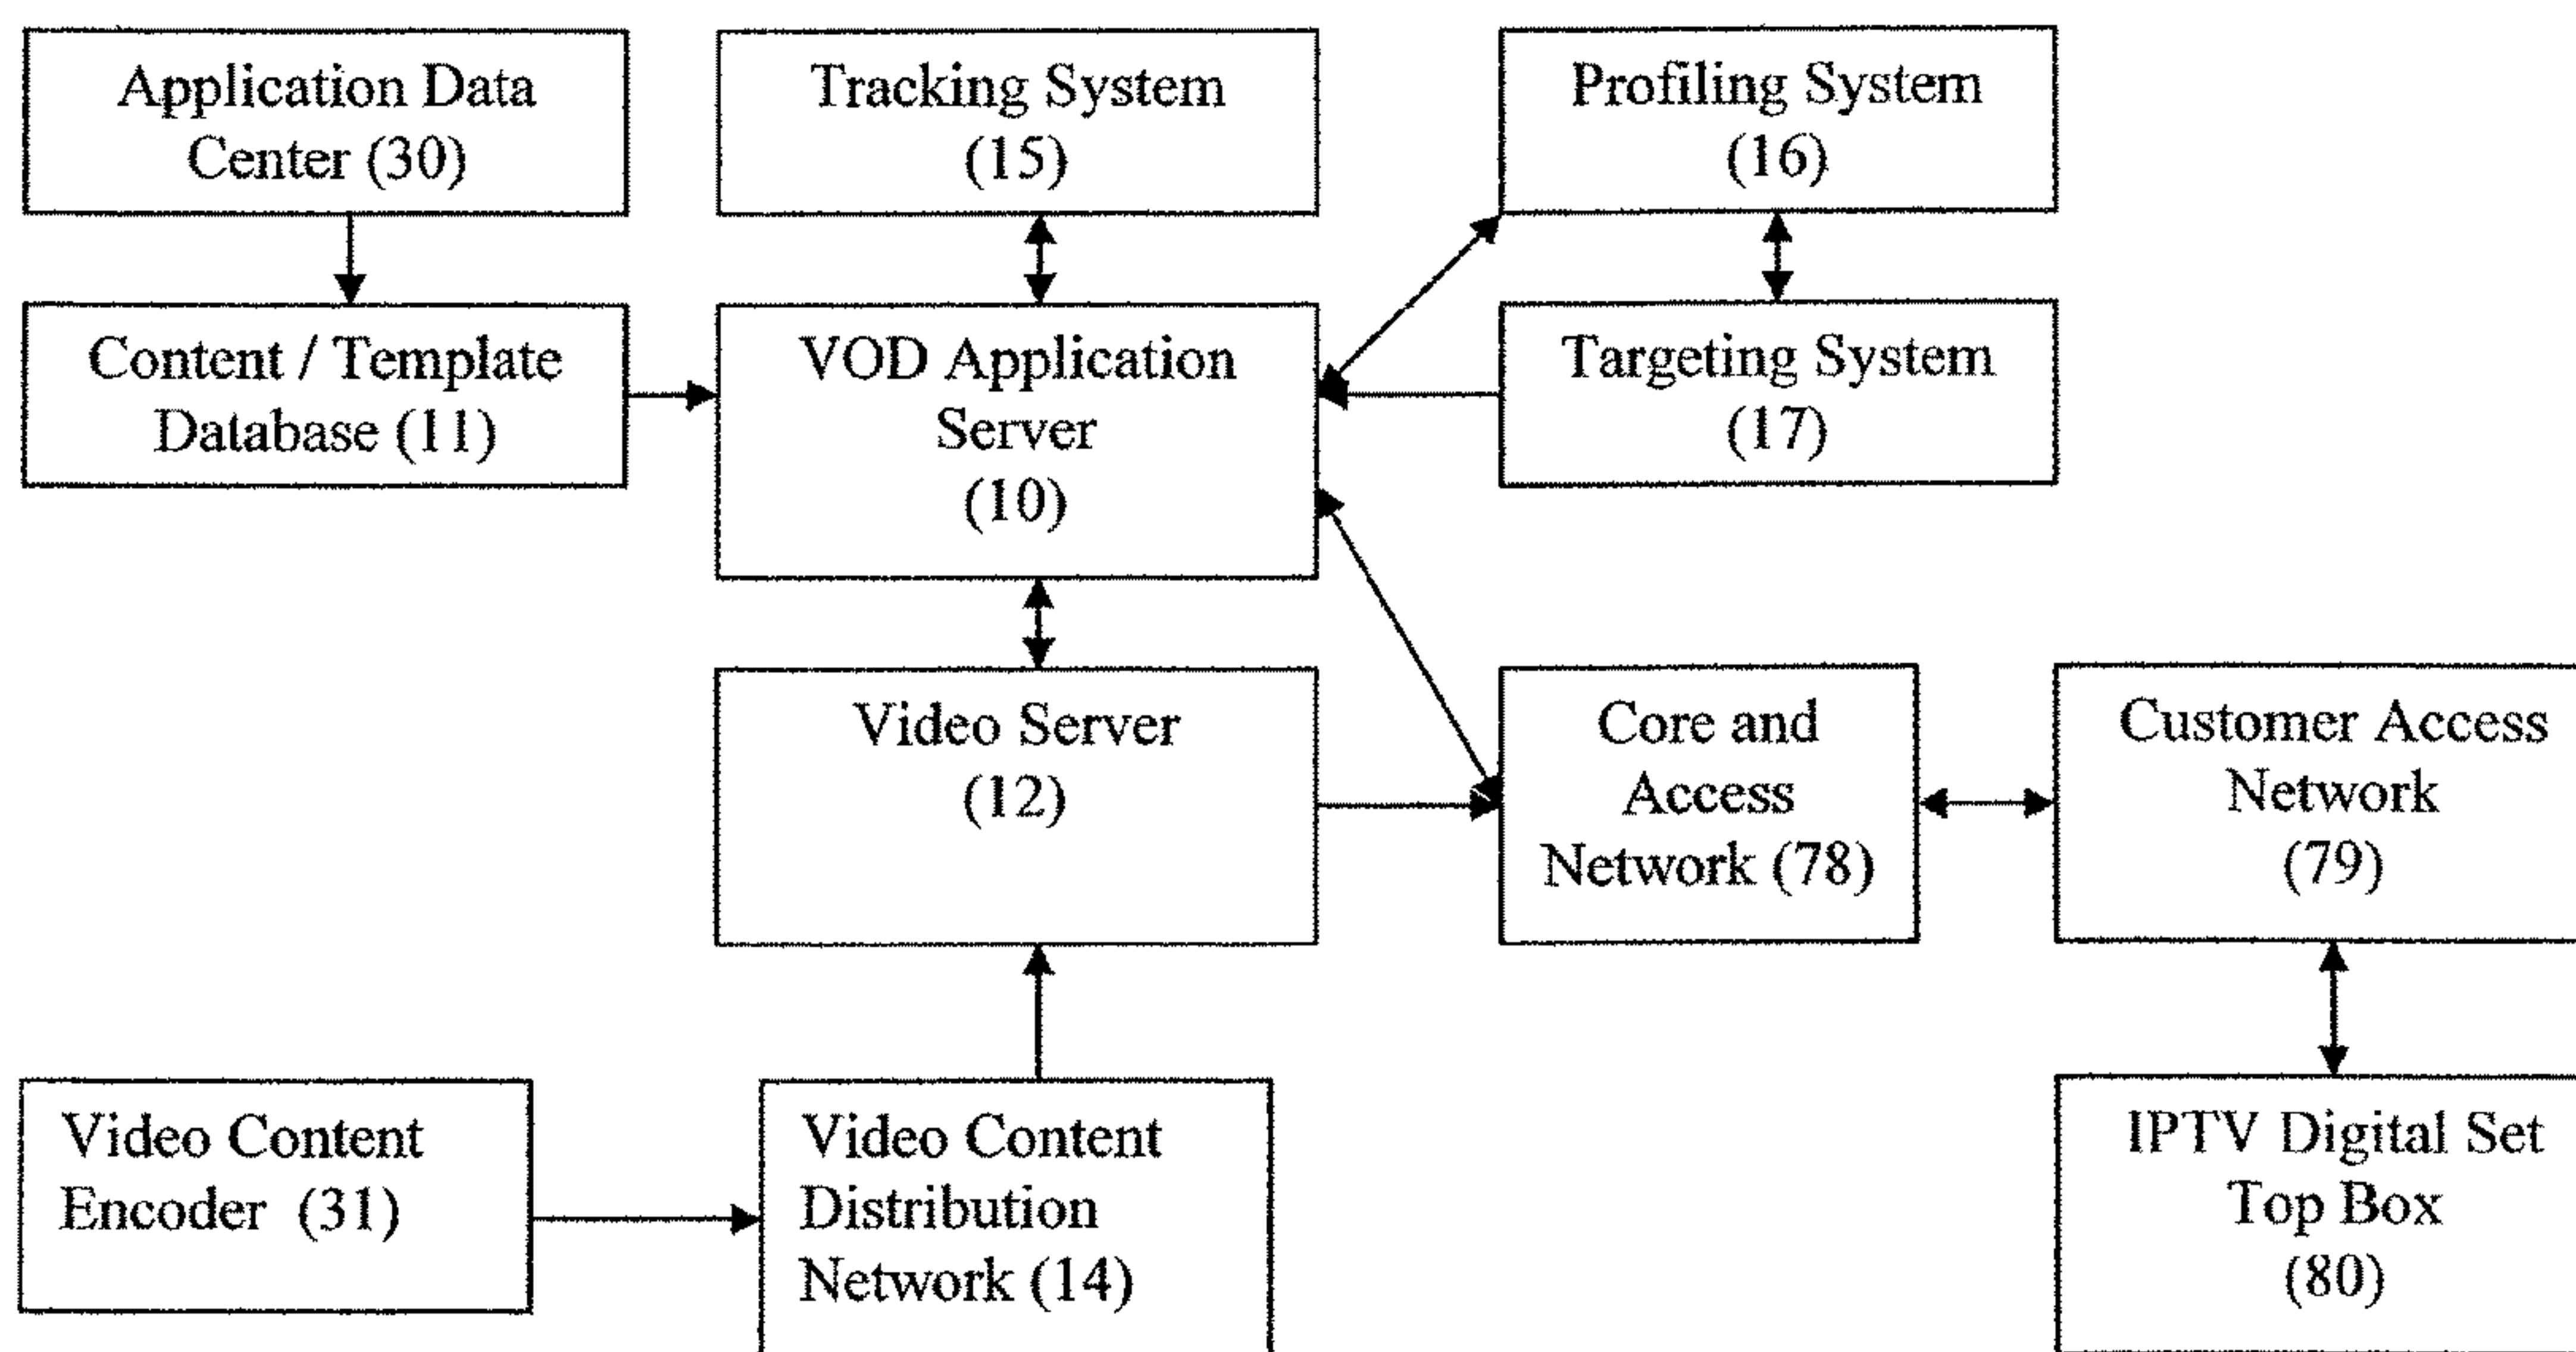 Application Data
Center (30)
Tracking System
(15)
Profiling System
(16)
Content / Template
Database (11)
VOD Application
Server
(10)
Targeting System
(17)
Video Server
(12)
Core and
Access
Network (78)
Customer Access
Network
(79)
Video Content
Encoder (31)
Video Content
Distribution
Network (14)
IPTV Digital Set
Top Box
(80)